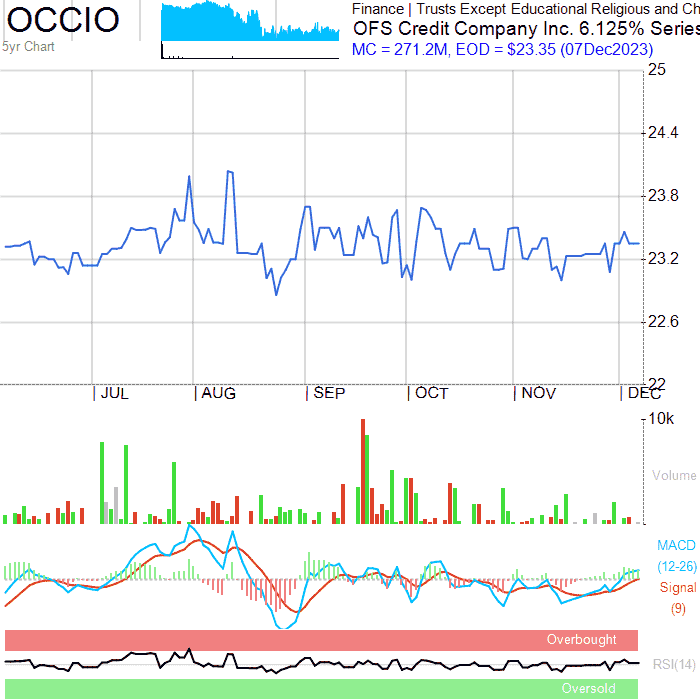 OCCIO
5yr Chart
Finance | Trusts Except Educational Religious and Ch
OFS Credit Company Inc. 6.125% Series
MC = 271.2M, EOD = $23.35 (07Dec2023)
25
24.4
23.8
23.2
22.6
22
JUL AUG SEP OCT NOV DEC
10k
Volume
MACD
(12-26)
Signal
(9)
Overbought
RSI(14)
Oversold